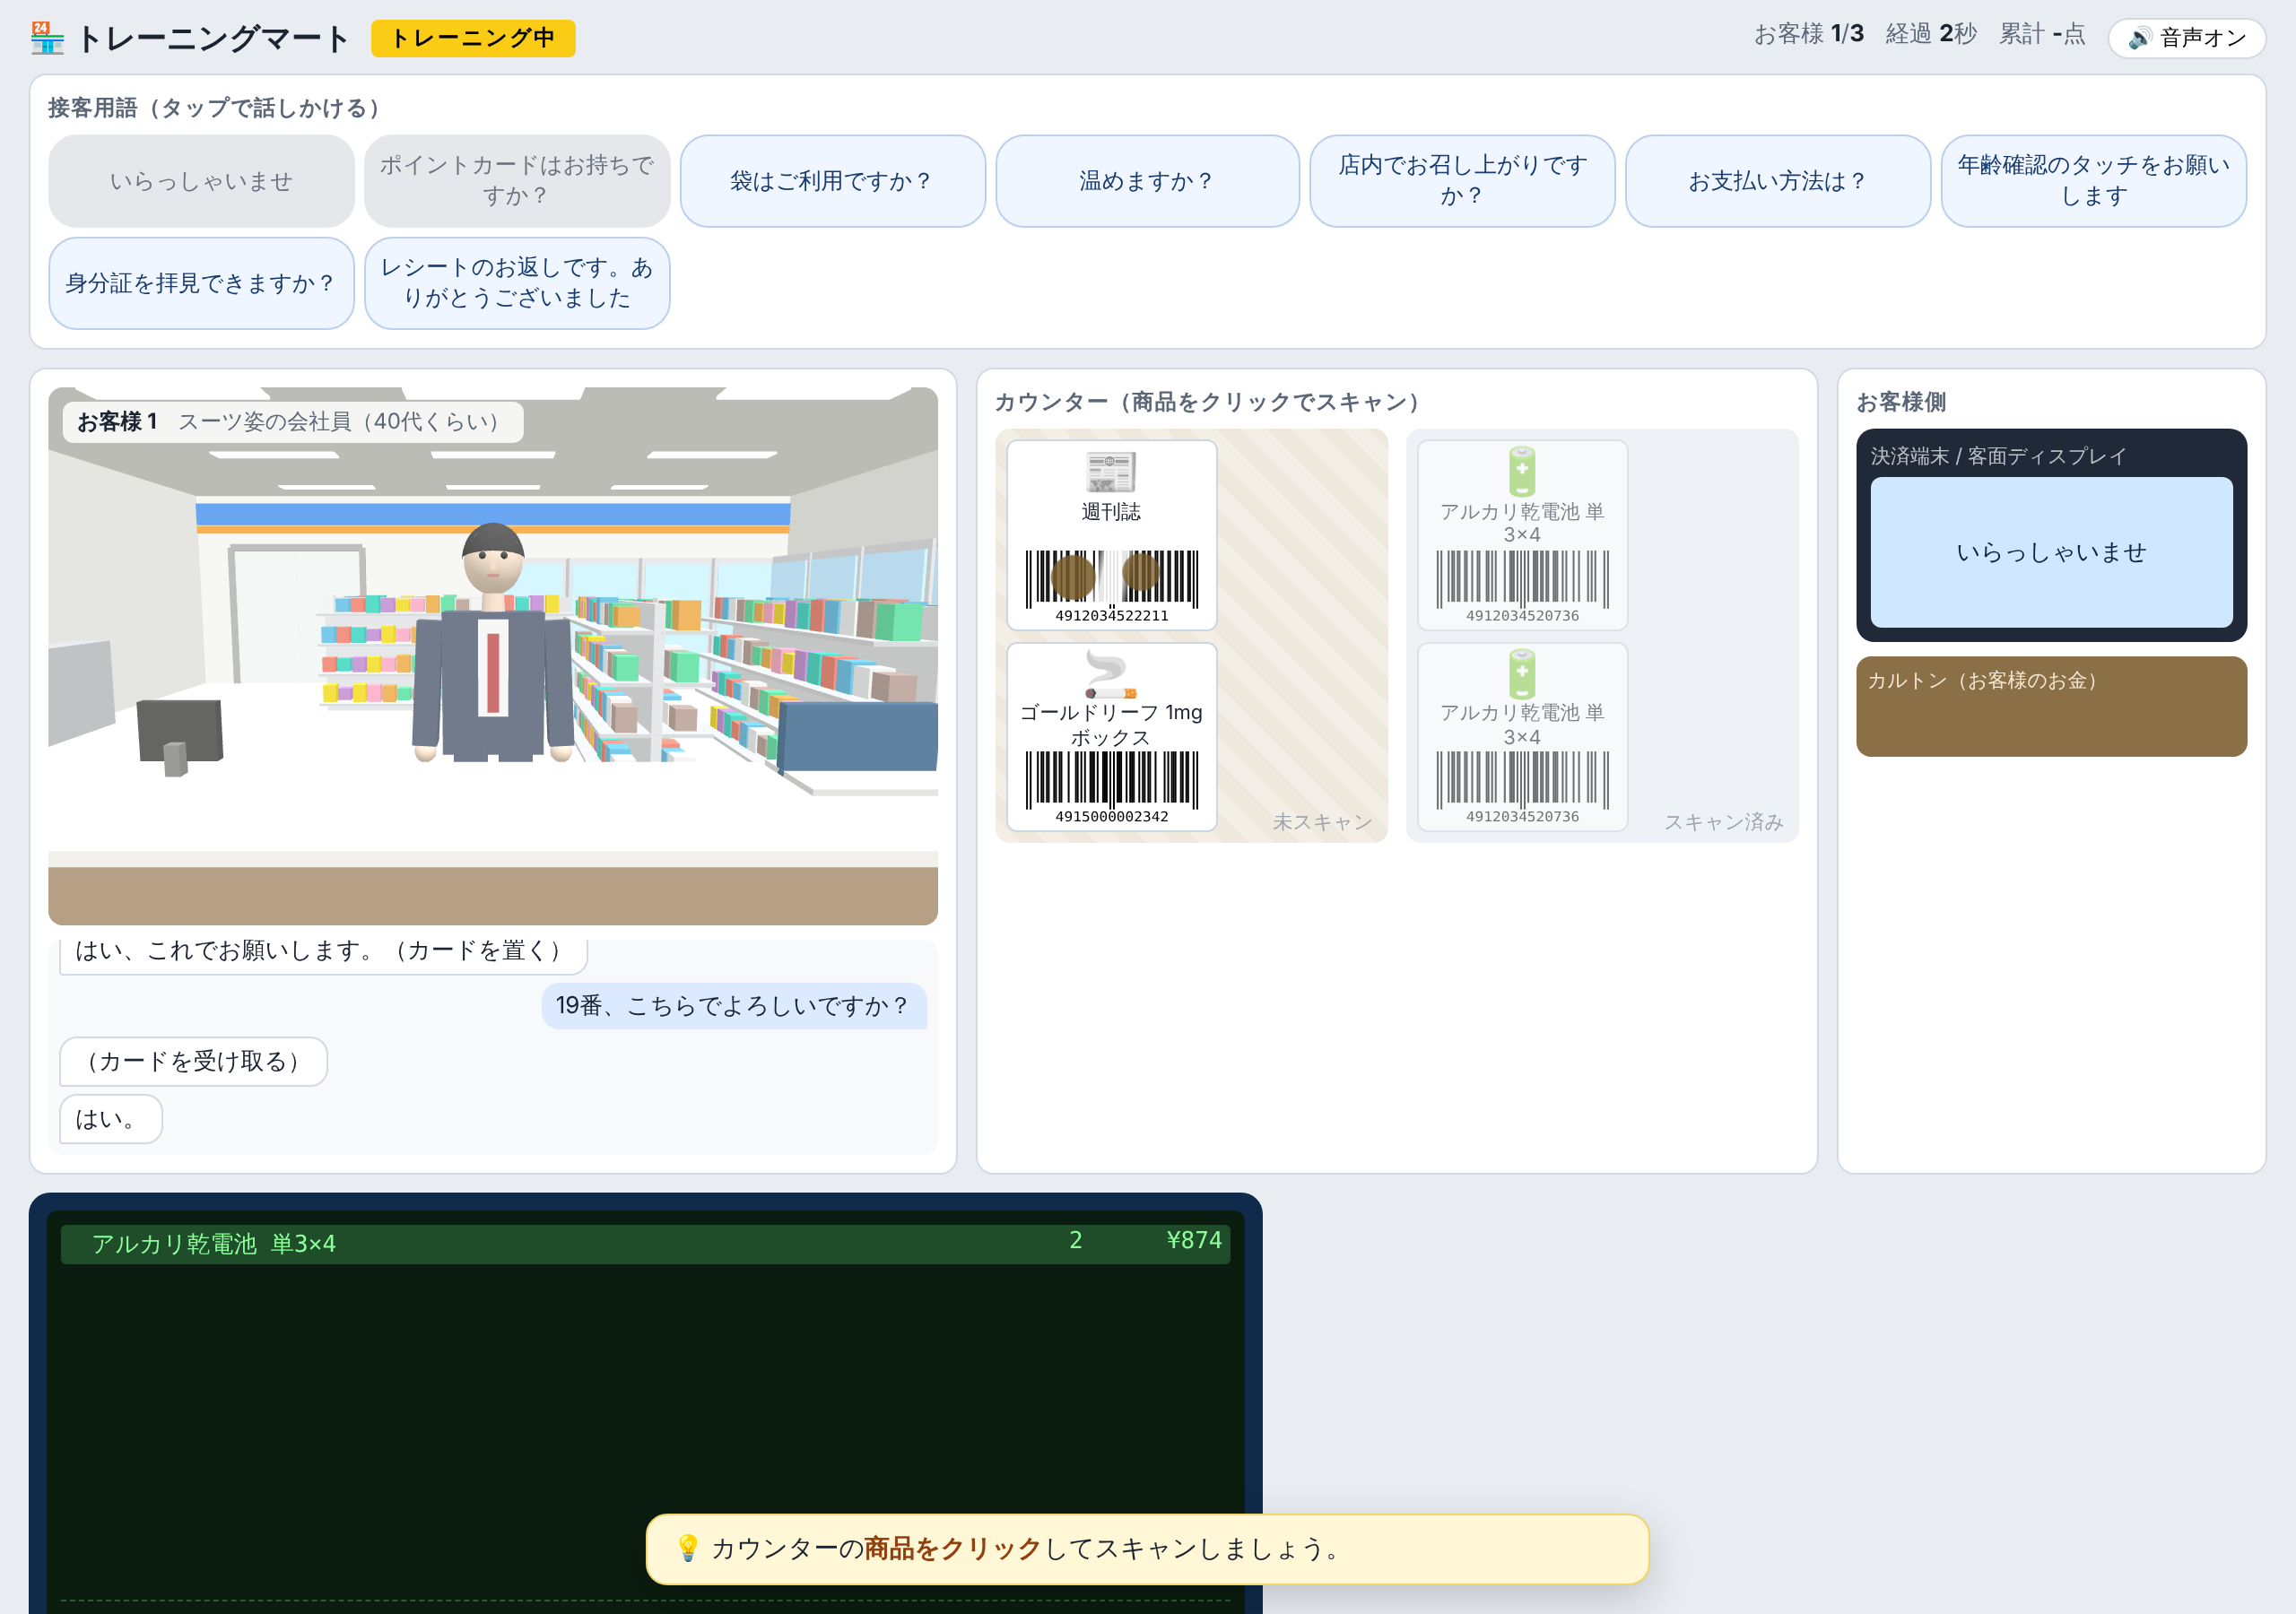 トレーニングマート
トレーニング中
お客様 1/3 経過 2秒 累計 -点
音声オン
接客用語（タップで話しかける）
いらっしゃいませ
ポイントカードはお持ちで
すか？
袋はご利用ですか？
温めますか？
店内でお召し上がりです
か？
お支払い方法は？
年齢確認のタッチをお願い
します
身分証を拝見できますか？
レシートのお返しです。あ
りがとうございました
お客様 1 スーツ姿の会社員（40代くらい）
はい、これでお願いします。（カードを置く）
19番、こちらでよろしいですか？
（カードを受け取る）
はい。
カウンター（商品をクリックでスキャン）
週刊誌
4912034522211
ゴールドリーフ 1mg
ボックス
4915000002342
未スキャン
アルカリ乾電池 単
3×4
4912034520736
アルカリ乾電池 単
3×4
4912034520736
スキャン済み
お客様側
決済端末 / 客面ディスプレイ
いらっしゃいませ
カルトン（お客様のお金）
アルカリ乾電池 単3×4 2 ¥874
カウンターの商品をクリックしてスキャンしましょう。